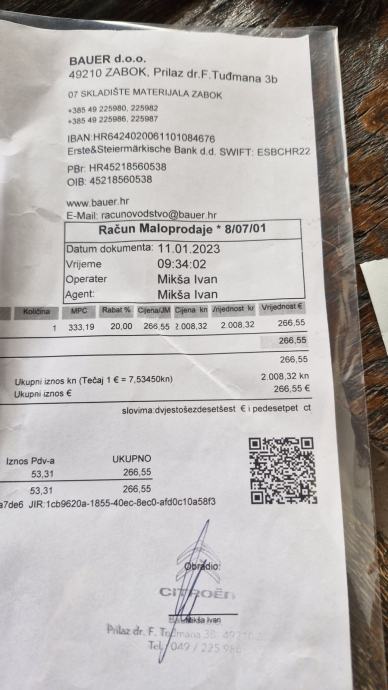 BAUER d.o.o.
49210 ZABOK, Prilaz dr.F.Tuđmana 3b
07 SKLADIŠTE MATERIJALA ZABOK
+385 49 225980, 225982
+385 49 225986, 225987
IBAN:HR6424020061101084676
Erste&Steiermärkische Bank d.d. SWIFT: ESBCHR22
PBr: HR45218560538
OIB: 45218560538
www.bauer.hr
E-Mail: racunovodstvo@bauer.hr
Račun Maloprodaje * 8/07/01
Datum dokumenta: 11.01.2023
Vrijeme 09:34:02
Operater Mikša Ivan
Agent: Mikša Ivan
Količina MPC Rabat % Cijena/JM Cijena kn Vrijednost kn Vrijednost €
1 333,19 20,00 266,55 2.008,32 2.008,32 266,55
266,55
266,55
Ukupni iznos kn (Tečaj 1 € = 7,53450kn) 2.008,32 kn
Ukupni iznos € 266,55 €
slovima:dvjestošezdesetšest € i pedesetpet ct
Iznos Pdv-a UKUPNO
53,31 266,55
53,31 266,55
a7de6 JIR:1cb9620a-1855-40ec-8ec0-afd0c10a58f3
Obradio:
CITROËN
Mikša Ivan
Prilaz dr. F. Tuđmana 3B, 49210
Tel. 049 / 225 98